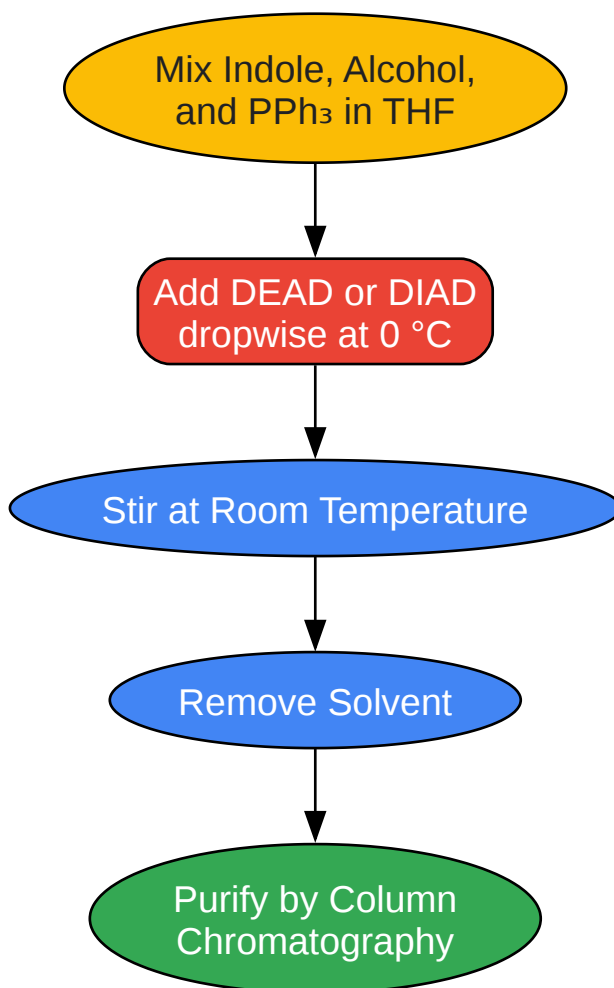 Mix Indole, Alcohol,
and PPh₃ in THF
Add DEAD or DIAD
dropwise at 0 °C
Stir at Room Temperature
Remove Solvent
Purify by Column
Chromatography